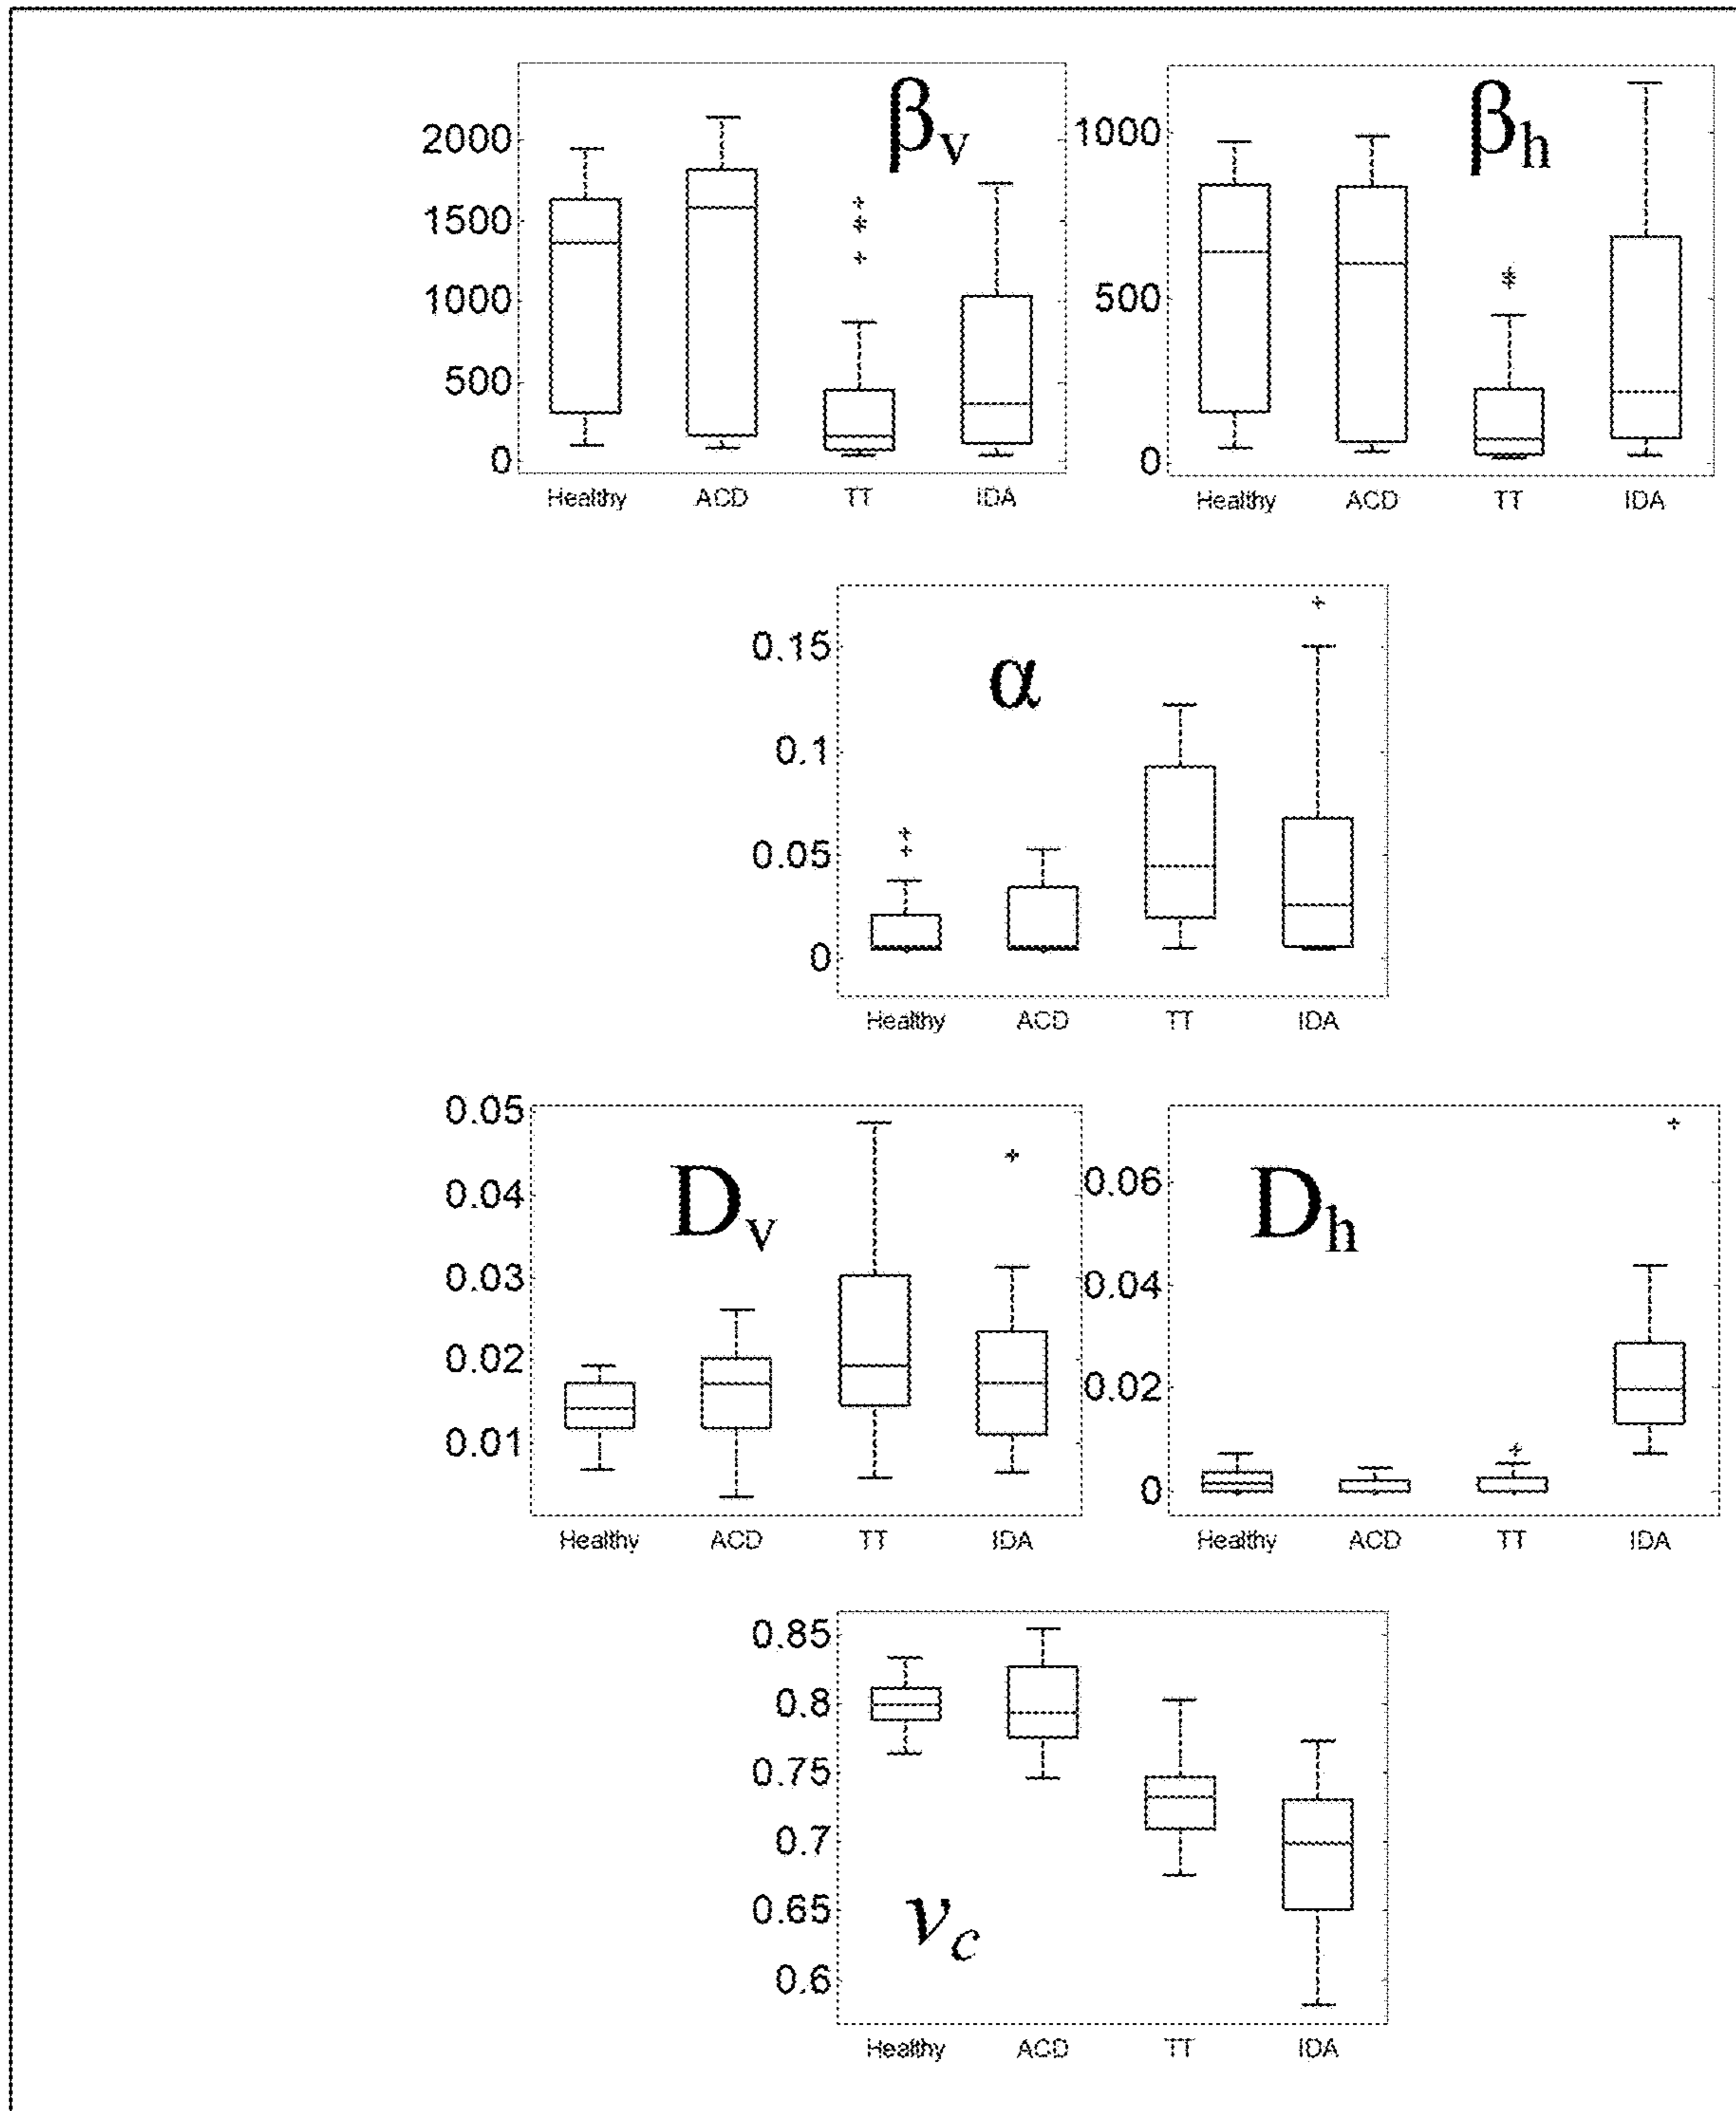 βv
2000
1500
1000
500
0
Healthy ACD TT IDA
βh
1000
500
0
Healthy ACD TT IDA
α
0.15
0.1
0.05
0
Healthy ACD TT IDA
Dv
0.05
0.04
0.03
0.02
0.01
Healthy ACD TT IDA
Dh
0.06
0.04
0.02
0
Healthy ACD TT IDA
0.85
0.8
0.75
0.7
0.65
0.6
νc
Healthy ACD TT IDA